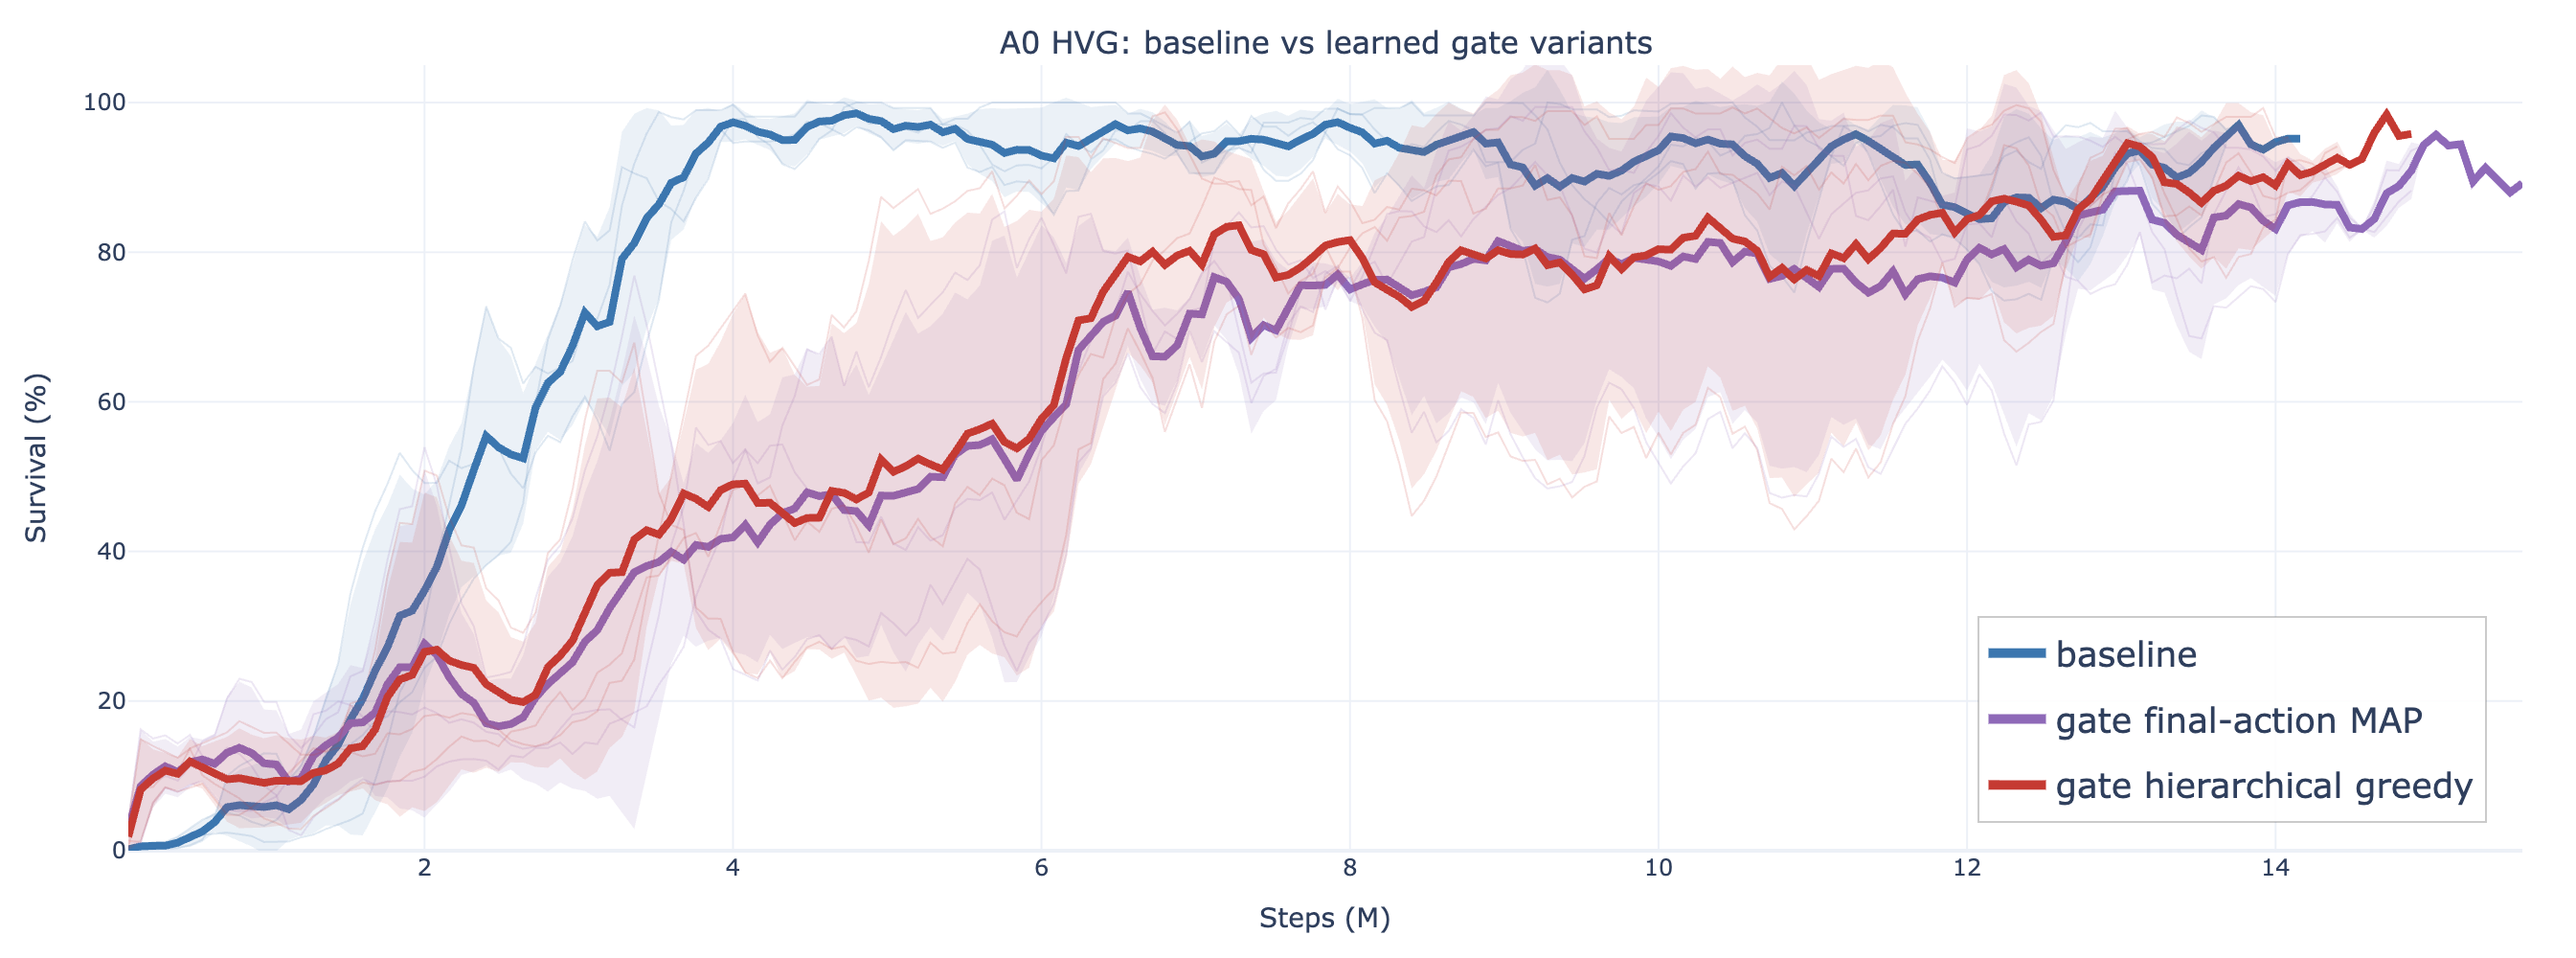 A0 HVG: baseline vs learned gate variants
Survival (%)
100
80
60
40
20
0
2
4
6
8
10
12
14
Steps (M)
baseline
gate final-action MAP
gate hierarchical greedy